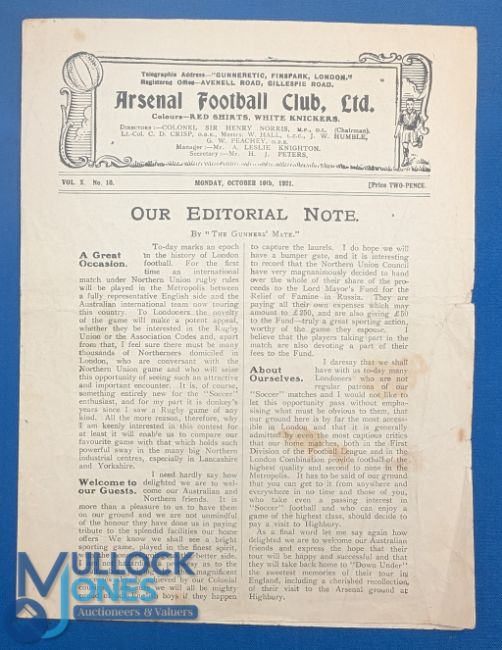 Telegraphic Address—"GUNNERETIC, FINSPARK, LONDON."
Registered Office—AVENELL ROAD, GILLESPIE ROAD.
Arsenal Football Club, Ltd.
Colours—RED SHIRTS, WHITE KNICKERS.
DIRECTORS:—COLONEL SIR HENRY NORRIS, M.P., D.L. (Chairman).
Lt.-Col. C. D. CRISP, O.B.E., Messrs. W. HALL, L.C.C., J. W. HUMBLE,
G. W. PEACHEY, O.P.R.
Manager:—Mr. A. LESLIE KNIGHTON.
Secretary:—Mr. H. J. PETERS.
VOL. X. No. 10. MONDAY, OCTOBER 10th, 1921. [Price TWO-PENCE.
OUR EDITORIAL NOTE.
BY "THE GUNNERS' MATE."
A Great Occasion.
To-day marks an epoch
in the history of London
football. For the first
time an international
match under Northern Union rugby rules
will be played in the Metropolis between
a fully representative English side and the
Australian international team now touring
this country. To Londoners the novelty
of the game will make a potent appeal,
whether they be interested in the Rugby
Union or the Association Codes and, apart
from that, I feel sure there must be many
thousands of Northerners domiciled in
London, who are conversant with the
Northern Union game and who will seize
this opportunity of seeing such an attractive
and important encounter. It is, of course,
something entirely new for the "Soccer"
enthusiast, and for my part it is donkey's
years since I saw a Rugby game of any
kind. All the more reason, therefore, why
I am keenly interested in this contest for
at least it will enable us to compare our
favourite game with that which holds such
powerful sway in the many big Northern
industrial centres, especially in Lancashire
and Yorkshire.
Welcome to our Guests.
I need hardly say how
delighted we are to wel-
come our Australian and
Northern friends. It is
more than a pleasure to us to have them
on our ground and we are not unmindful
of the honour they have done us in paying
tribute to the splendid facilities our home
offers. We know we shall see a bright
sporting game, in the finest spirit,
better side.
as to the
magnificent
achieved by our Colonial
we will all be mighty
boys if they happen
to capture the laurels. I do hope we will
have a bumper gate, and it is interesting
to record that the Northern Union Council
have very magnanimously decided to hand
over the whole of their share of the pro-
ceeds to the Lord Mayor's Fund for the
Relief of Famine in Russia. They are
paying all their own expenses which may
amount to £250, and are also giving £50
to the Fund—truly a great sporting action,
worthy of the game they espouse. I
believe that the players taking part in the
match are also devoting a part of their
fees to the Fund.
About Ourselves.
I daresay that we shall
have with us to-day many
Londoners who are not
regular patrons of our
"Soccer" matches and I would not like to
let this opportunity pass without empha-
sising what must be obvious to them, that
our ground here is by far the most access-
ible in London and that it is generally
admitted by even the most captious critics
that our home matches, both in the First
Division of the Football League and in the
London Combination provide football of the
highest quality and second to none in the
Metropolis. It has to be said of our ground
that you can get to it from anywhere and
everywhere in no time and those of you,
who take even a passing interest in
"Soccer" football and who can enjoy a
game of the highest class, should decide to
pay a visit to Highbury.
As a final word let me say again how
delighted we are to welcome our Australian
friends and express the hope that their
tour will be happy and successful and that
they will take back home to "Down Under"
the sweetest memories of their tour in
England, including a cherished recollection
of their visit to the Arsenal ground at
Highbury.
MULLOCK
JONES
Auctioneers & Valuers